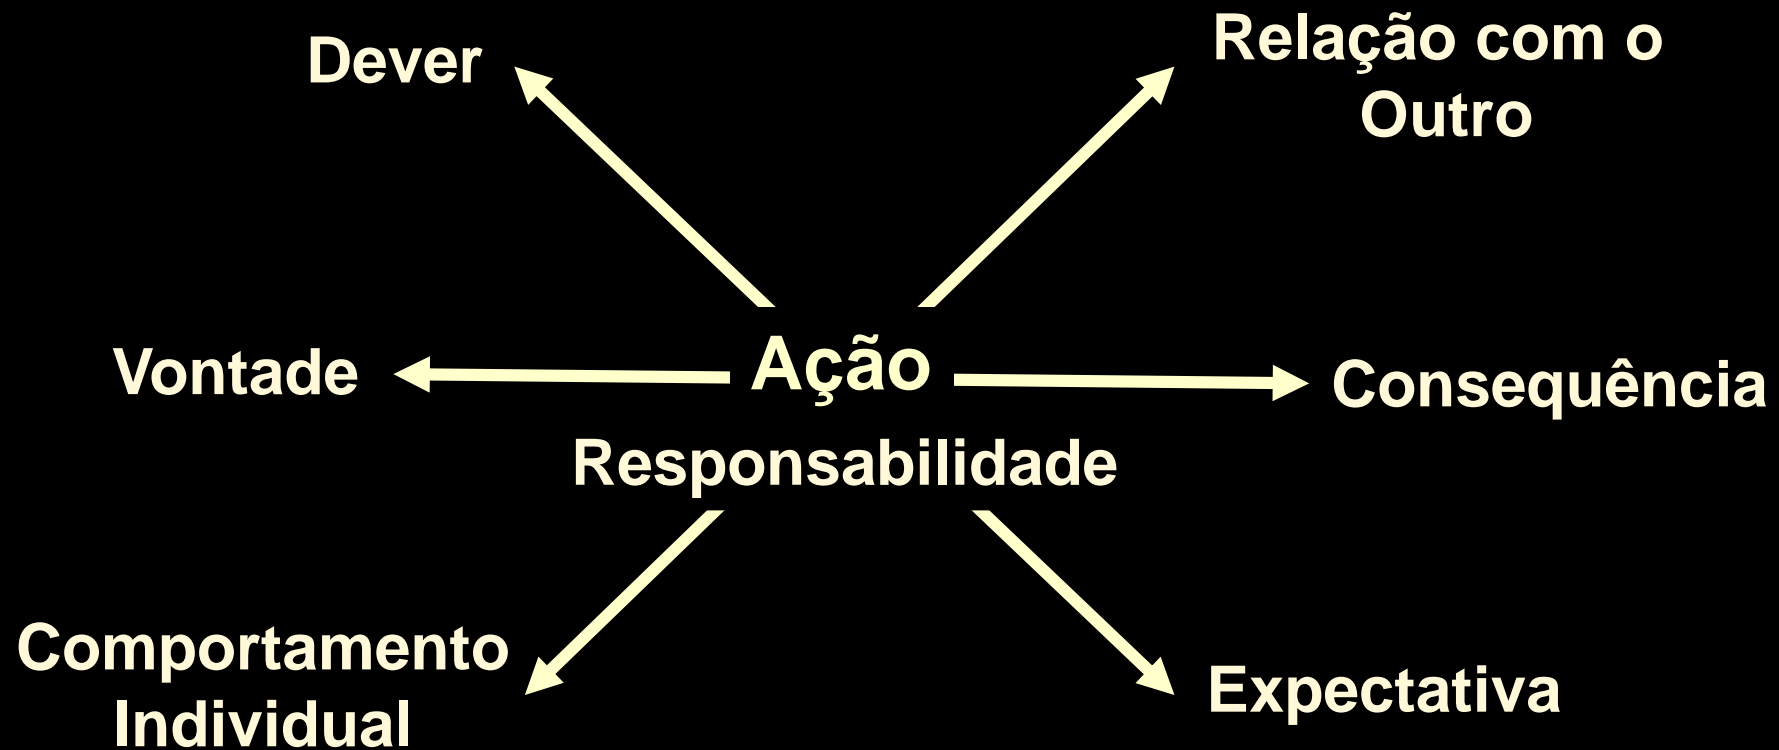 Dever
Relação com o
Outro
Vontade
Ação
Consequência
Responsabilidade
Comportamento
Individual
Expectativa